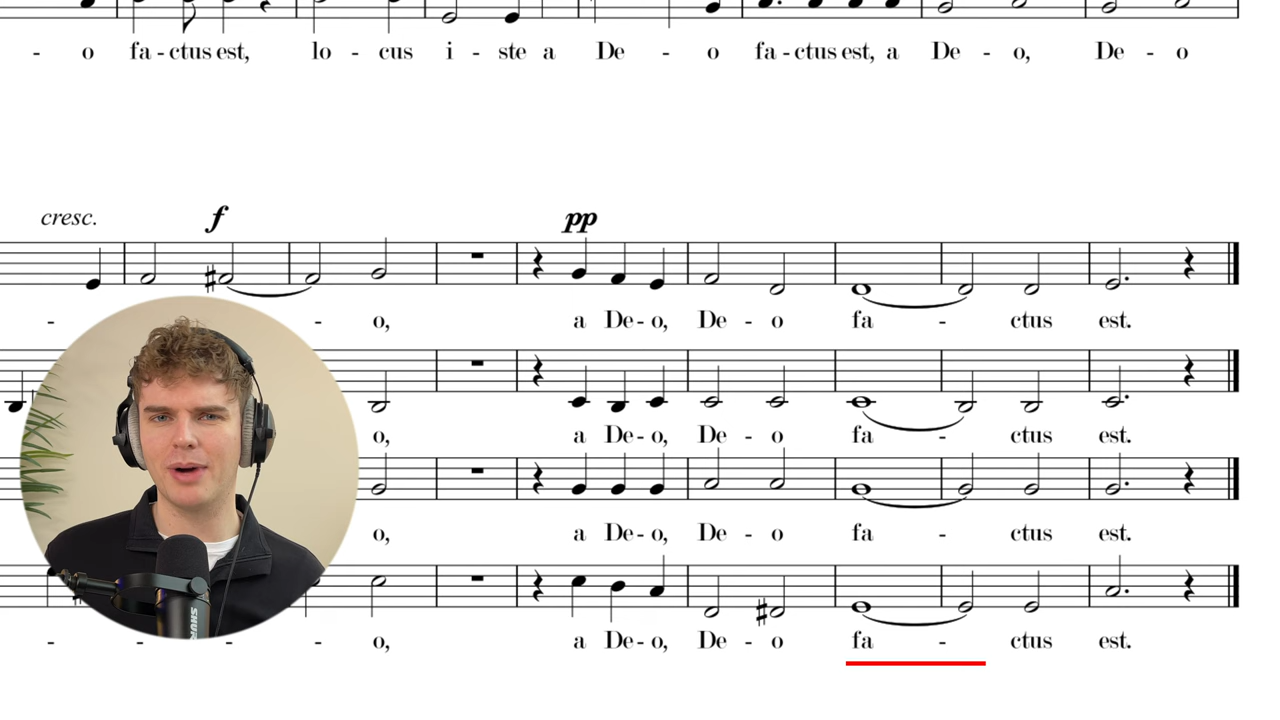 - o fa - ctus est, lo - cus i - ste a De - o fa - ctus est, a De - o, De - o
cresc. f pp
- - o, a De - o, De - o fa - ctus est.
o, a De - o, De - o fa - ctus est.
o, a De - o, De - o fa - ctus est.
- - - - o, a De - o, De - o fa - ctus est.